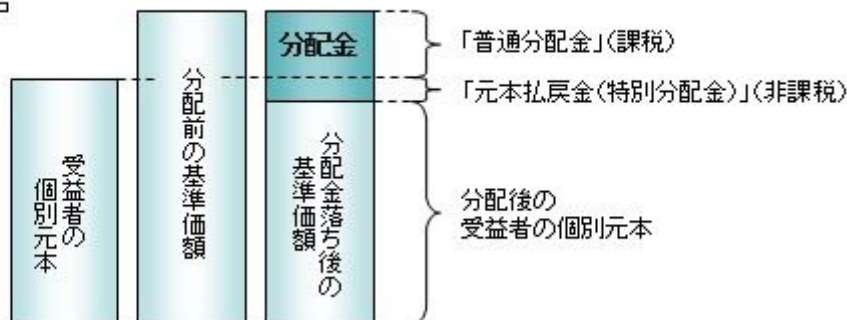 受益者の
個別元本
分配前の基準価額
分配金
分配金落ち後の
基準価額
「普通分配金」(課税)
「元本払戻金(特別分配金)」(非課税)
分配後の
受益者の個別元本